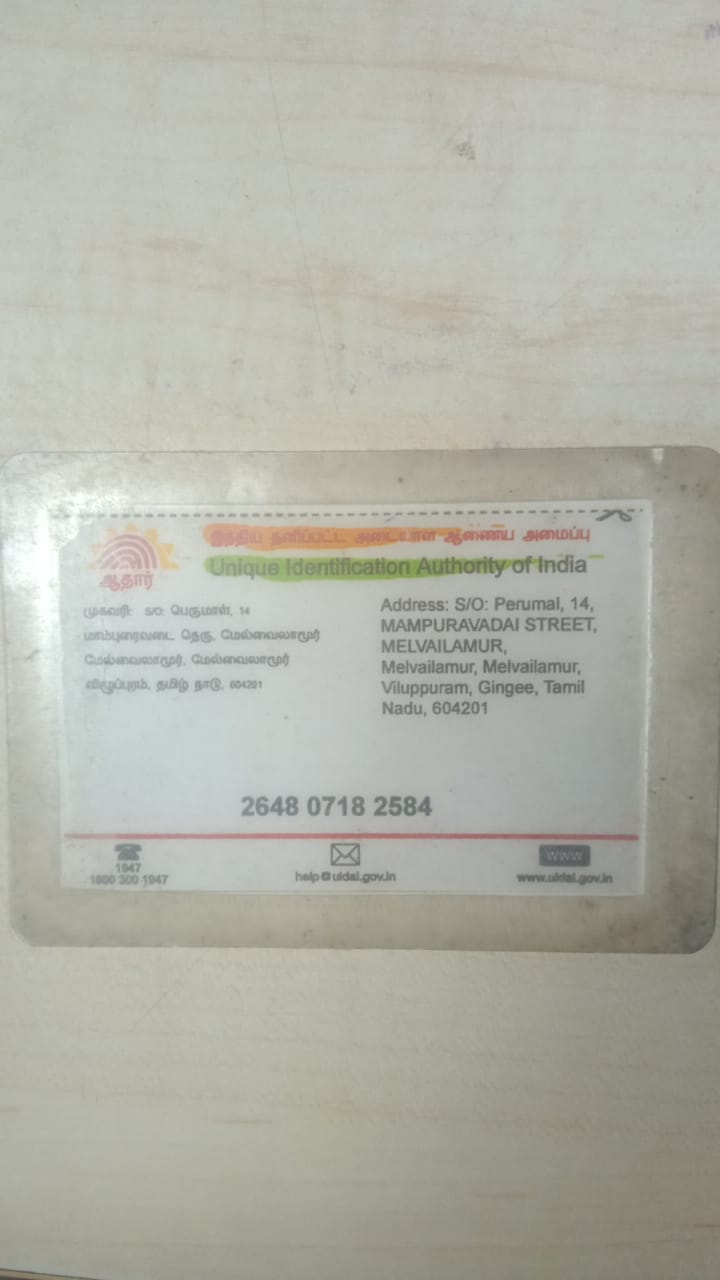 இந்திய தனிப்பட்ட அடையாள ஆணைய அமைப்பு
Unique Identification Authority of India
ஆதார்
முகவரி: S/O: பெருமாள், 14
மாம்புரைவடை தெரு, மேல்வைலாமூர்
மேல்வைலாமூர், மேல்வைலாமூர்
விழுப்புரம், தமிழ் நாடு, 604201
Address: S/O: Perumal, 14,
MAMPURAVADAI STREET,
MELVAILAMUR,
Melvailamur, Melvailamur,
Viluppuram, Gingee, Tamil
Nadu, 604201
2648 0718 2584
1947
1800 300 1947
help@uidai.gov.in
www
www.uidai.gov.in